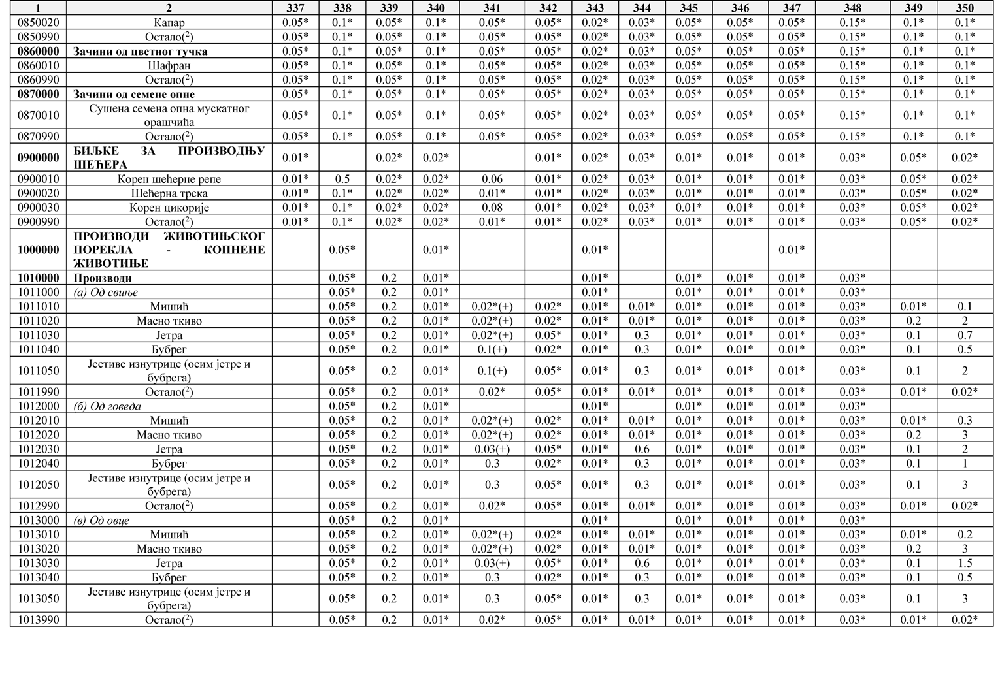 1 2 337 338 339 340 341 342 343 344 345 346 347 348 349 350
0850020 Капар 0.05* 0.1* 0.05* 0.1* 0.05* 0.05* 0.02* 0.03* 0.05* 0.05* 0.05* 0.15* 0.1* 0.1*
0850990 Остало(2) 0.05* 0.1* 0.05* 0.1* 0.05* 0.05* 0.02* 0.03* 0.05* 0.05* 0.05* 0.15* 0.1* 0.1*
0860000 Зачини од цветног тучка 0.05* 0.1* 0.05* 0.1* 0.05* 0.05* 0.02* 0.03* 0.05* 0.05* 0.05* 0.15* 0.1* 0.1*
0860010 Шафран 0.05* 0.1* 0.05* 0.1* 0.05* 0.05* 0.02* 0.03* 0.05* 0.05* 0.05* 0.15* 0.1* 0.1*
0860990 Остало(2) 0.05* 0.1* 0.05* 0.1* 0.05* 0.05* 0.02* 0.03* 0.05* 0.05* 0.05* 0.15* 0.1* 0.1*
0870000 Зачини од семене опне 0.05* 0.1* 0.05* 0.1* 0.05* 0.05* 0.02* 0.03* 0.05* 0.05* 0.05* 0.15* 0.1* 0.1*
0870010 Сушена семена опна мускатног
орашчића 0.05* 0.1* 0.05* 0.1* 0.05* 0.05* 0.02* 0.03* 0.05* 0.05* 0.05* 0.15* 0.1* 0.1*
0870990 Остало(2) 0.05* 0.1* 0.05* 0.1* 0.05* 0.05* 0.02* 0.03* 0.05* 0.05* 0.05* 0.15* 0.1* 0.1*
0900000 БИЉКЕ ЗА ПРОИЗВОДЊУ
ШЕЋЕРА 0.01* 0.02* 0.02* 0.01* 0.02* 0.03* 0.01* 0.01* 0.01* 0.03* 0.05* 0.02*
0900010 Корен шећерне репе 0.01* 0.5 0.02* 0.02* 0.06 0.01* 0.02* 0.03* 0.01* 0.01* 0.01* 0.03* 0.05* 0.02*
0900020 Шећерна трска 0.01* 0.1* 0.02* 0.02* 0.01* 0.01* 0.02* 0.03* 0.01* 0.01* 0.01* 0.03* 0.05* 0.02*
0900030 Корен цикорије 0.01* 0.1* 0.02* 0.02* 0.08 0.01* 0.02* 0.03* 0.01* 0.01* 0.01* 0.03* 0.05* 0.02*
0900990 Остало(2) 0.01* 0.1* 0.02* 0.02* 0.01* 0.01* 0.02* 0.03* 0.01* 0.01* 0.01* 0.03* 0.05* 0.02*
1000000 ПРОИЗВОДИ ЖИВОТИЊСКОГ
ПОРЕКЛА - КОПНЕНЕ
ЖИВОТИЊЕ 0.05* 0.01* 0.01* 0.01*
1010000 Производи 0.05* 0.2 0.01* 0.01* 0.01* 0.01* 0.01* 0.03*
1011000 (а) Од свиње 0.05* 0.2 0.01* 0.01* 0.01* 0.01* 0.01* 0.03*
1011010 Мишић 0.05* 0.2 0.01* 0.02*(+) 0.02* 0.01* 0.01* 0.01* 0.01* 0.01* 0.03* 0.01* 0.1
1011020 Масно ткиво 0.05* 0.2 0.01* 0.02*(+) 0.02* 0.01* 0.01* 0.01* 0.01* 0.01* 0.03* 0.2 2
1011030 Јетра 0.05* 0.2 0.01* 0.02*(+) 0.05* 0.01* 0.3 0.01* 0.01* 0.01* 0.03* 0.1 0.7
1011040 Бубрег 0.05* 0.2 0.01* 0.1(+) 0.02* 0.01* 0.3 0.01* 0.01* 0.01* 0.03* 0.1 0.5
1011050 Јестиве изнутрице (осим јетре и
бубрега) 0.05* 0.2 0.01* 0.1(+) 0.05* 0.01* 0.3 0.01* 0.01* 0.01* 0.03* 0.1 2
1011990 Остало(2) 0.05* 0.2 0.01* 0.02* 0.05* 0.01* 0.01* 0.01* 0.01* 0.01* 0.03* 0.01* 0.02*
1012000 (б) Од говеда 0.05* 0.2 0.01* 0.01* 0.01* 0.01* 0.01* 0.03*
1012010 Мишић 0.05* 0.2 0.01* 0.02*(+) 0.02* 0.01* 0.01* 0.01* 0.01* 0.01* 0.03* 0.01* 0.3
1012020 Масно ткиво 0.05* 0.2 0.01* 0.02*(+) 0.02* 0.01* 0.01* 0.01* 0.01* 0.01* 0.03* 0.2 3
1012030 Јетра 0.05* 0.2 0.01* 0.03(+) 0.05* 0.01* 0.6 0.01* 0.01* 0.01* 0.03* 0.1 2
1012040 Бубрег 0.05* 0.2 0.01* 0.3 0.02* 0.01* 0.3 0.01* 0.01* 0.01* 0.03* 0.1 1
1012050 Јестиве изнутрице (осим јетре и
бубрега) 0.05* 0.2 0.01* 0.3 0.05* 0.01* 0.3 0.01* 0.01* 0.01* 0.03* 0.1 3
1012990 Остало(2) 0.05* 0.2 0.01* 0.02* 0.05* 0.01* 0.01* 0.01* 0.01* 0.01* 0.03* 0.01* 0.02*
1013000 (в) Од овце 0.05* 0.2 0.01* 0.01* 0.01* 0.01* 0.01* 0.03*
1013010 Мишић 0.05* 0.2 0.01* 0.02*(+) 0.02* 0.01* 0.01* 0.01* 0.01* 0.01* 0.03* 0.01* 0.2
1013020 Масно ткиво 0.05* 0.2 0.01* 0.02*(+) 0.02* 0.01* 0.01* 0.01* 0.01* 0.01* 0.03* 0.2 3
1013030 Јетра 0.05* 0.2 0.01* 0.03(+) 0.05* 0.01* 0.6 0.01* 0.01* 0.01* 0.03* 0.1 1.5
1013040 Бубрег 0.05* 0.2 0.01* 0.3 0.02* 0.01* 0.3 0.01* 0.01* 0.01* 0.03* 0.1 0.5
1013050 Јестиве изнутрице (осим јетре и
бубрега) 0.05* 0.2 0.01* 0.3 0.05* 0.01* 0.3 0.01* 0.01* 0.01* 0.03* 0.1 3
1013990 Остало(2) 0.05* 0.2 0.01* 0.02* 0.05* 0.01* 0.01* 0.01* 0.01* 0.01* 0.03* 0.01* 0.02*